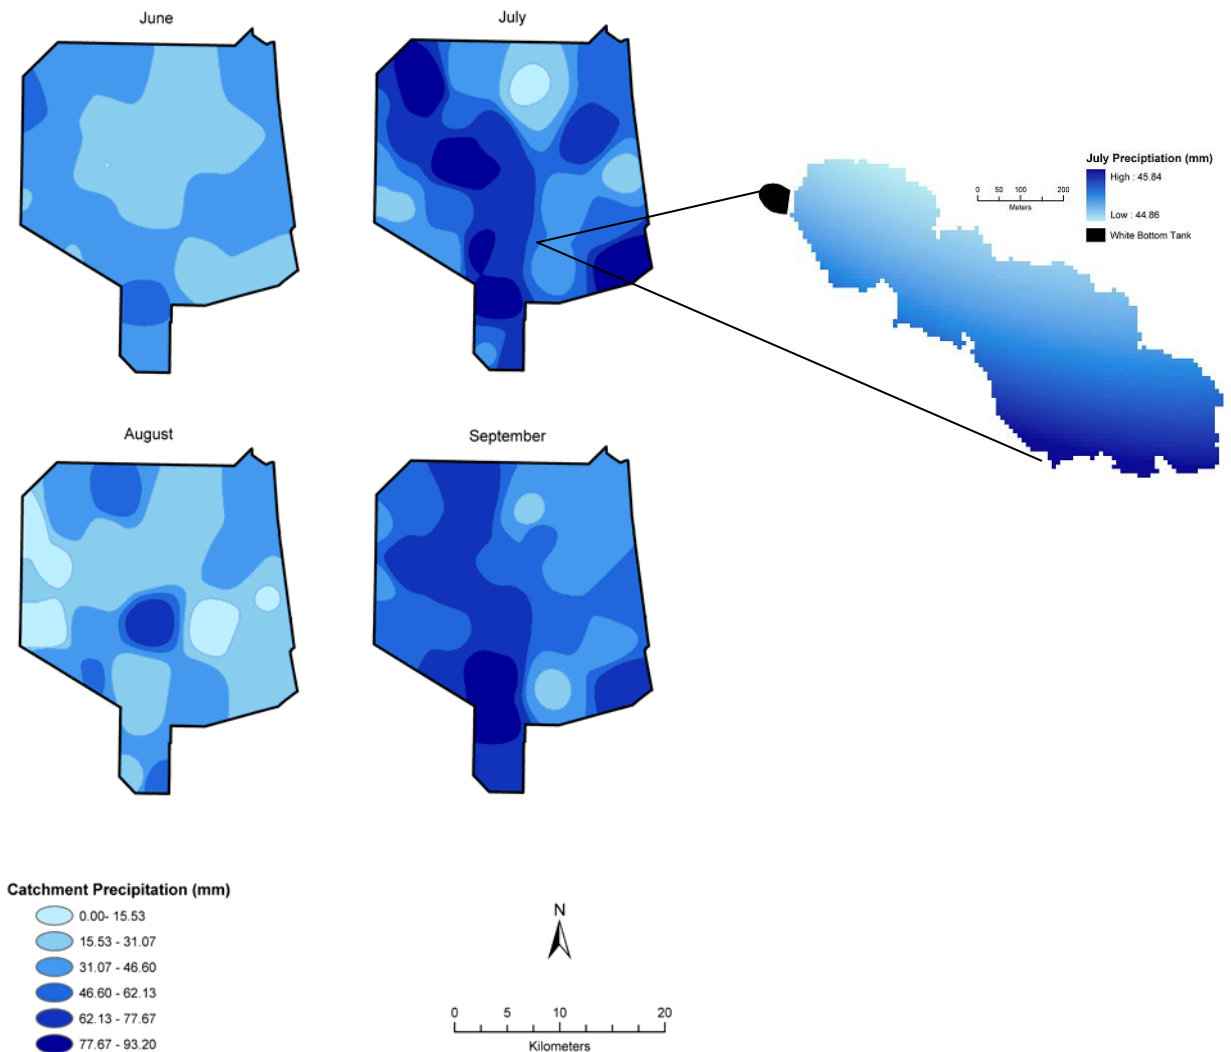 June
July
July Preciptiation (mm)
High : 45.84
Low : 44.86
White Bottom Tank
0 50 100 200
Meters
August
September
Catchment Precipitation (mm)
0.00- 15.53
15.53 - 31.07
31.07 - 46.60
46.60 - 62.13
62.13 - 77.67
77.67 - 93.20
N
0 5 10 20
Kilometers